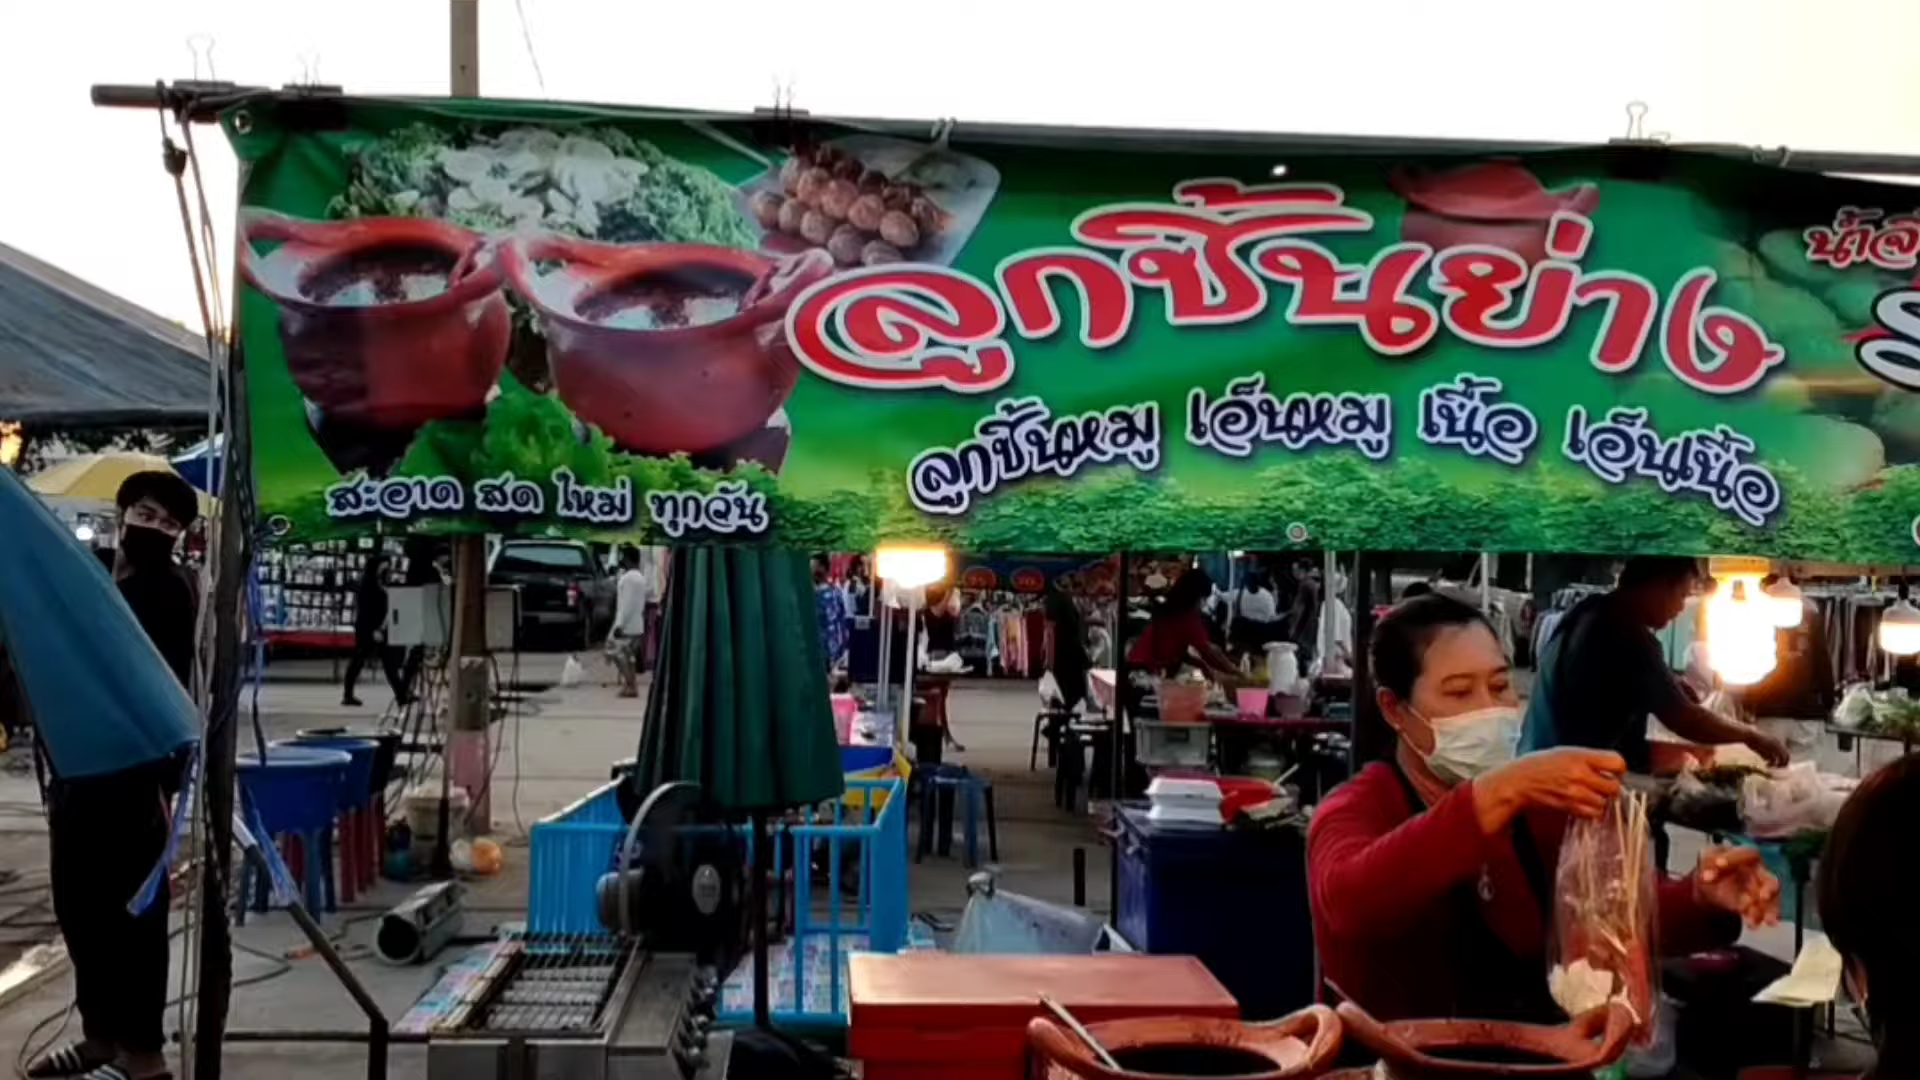 ลูกชิ้นย่าง
ลูกชิ้นหมู เอ็นหมู เนื้อ เอ็นเนื้อ
สะอาด สด ใหม่ ทุกวัน